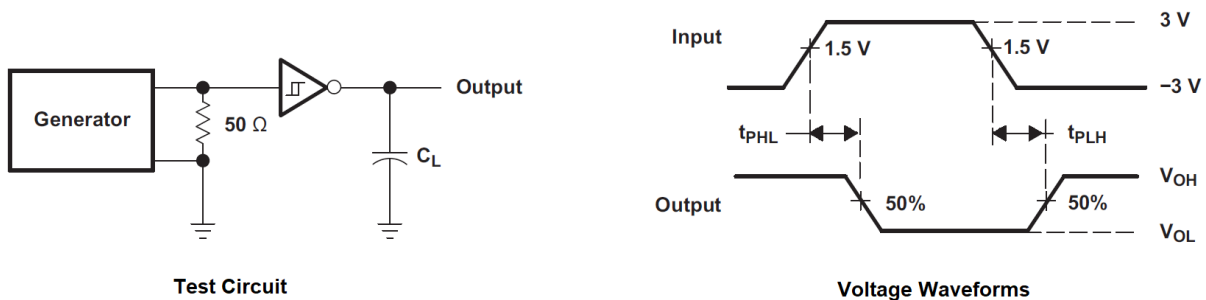 Generator
50 Ω
Output
C_L
Test Circuit
Input
1.5 V
1.5 V
3 V
−3 V
t_PHL
t_PLH
Output
50%
50%
V_OH
V_OL
Voltage Waveforms